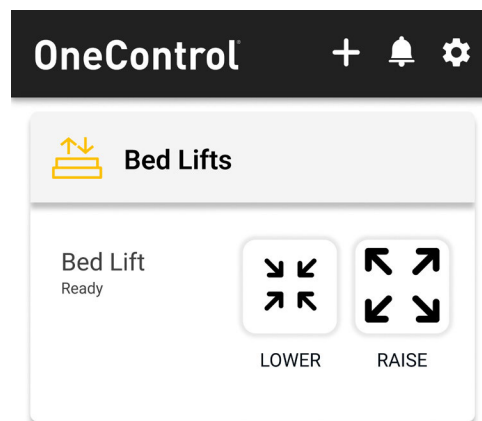 OneControl
Bed Lifts
Bed Lift
Ready
LOWER
RAISE